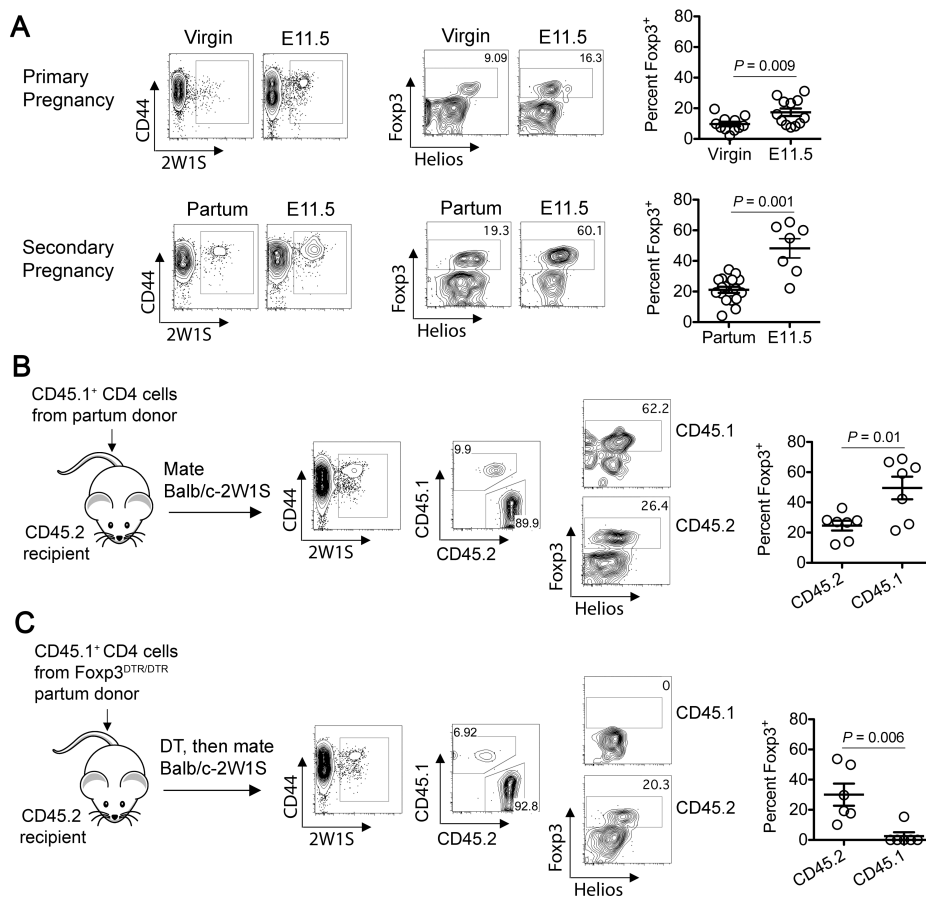 A
Primary
Pregnancy
Virgin
E11.5
CD44
2W1S
Virgin
E11.5
9.09
16.3
Foxp3
Helios
Percent Foxp3+
80
60
40
20
0
P = 0.009
Virgin
E11.5
Secondary
Pregnancy
Partum
E11.5
CD44
2W1S
Partum
E11.5
19.3
60.1
Foxp3
Helios
Percent Foxp3+
80
60
40
20
0
P = 0.001
Partum
E11.5
B
CD45.1+ CD4 cells
from partum donor
CD45.2
recipient
Mate
Balb/c-2W1S
CD44
2W1S
9.9
89.9
CD45.1
CD45.2
62.2
CD45.1
26.4
CD45.2
Foxp3
Helios
Percent Foxp3+
80
60
40
20
0
P = 0.01
CD45.2
CD45.1
C
CD45.1+ CD4 cells
from Foxp3DTR/DTR
partum donor
CD45.2
recipient
DT, then mate
Balb/c-2W1S
CD44
2W1S
6.92
92.8
CD45.1
CD45.2
0
CD45.1
20.3
CD45.2
Foxp3
Helios
Percent Foxp3+
80
60
40
20
0
P = 0.006
CD45.2
CD45.1